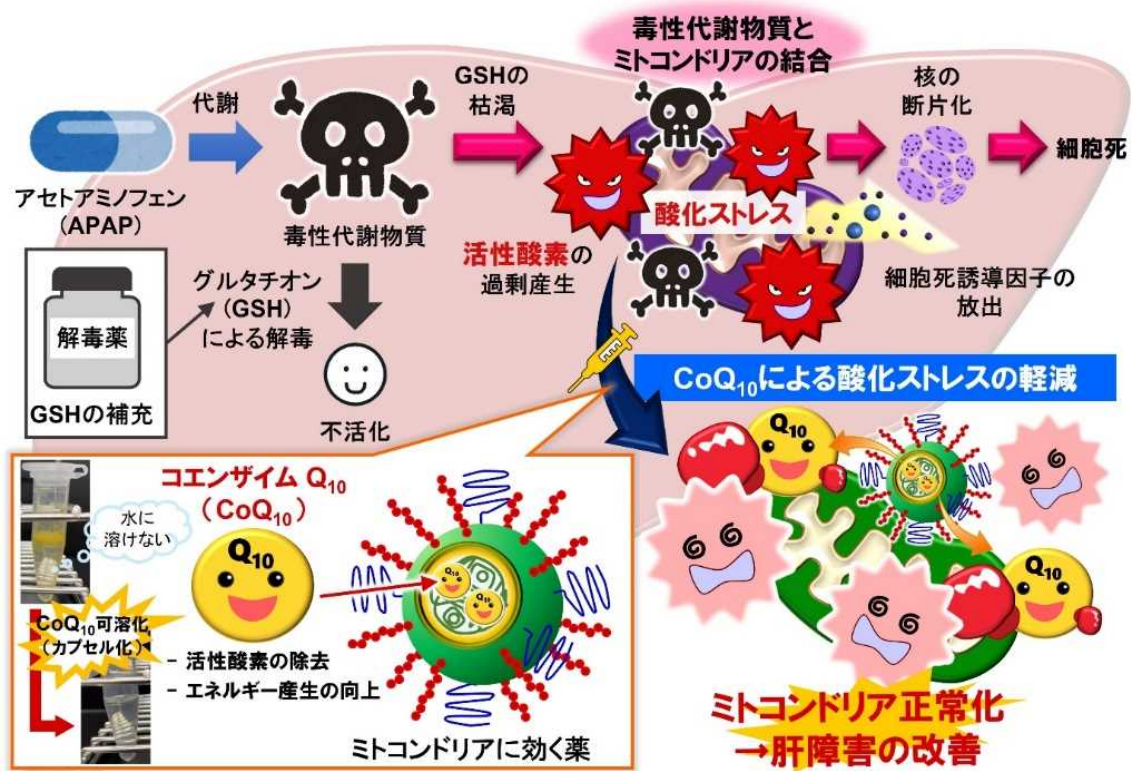 毒性代謝物質と
ミトコンドリアの結合
代謝
GSHの
枯渇
核の
断片化
細胞死
アセトアミノフェン
(APAP)
毒性代謝物質
酸化ストレス
活性酸素の
過剰産生
細胞死誘導因子の
放出
解毒薬
GSHの補充
グルタチオン
(GSH)
による解毒
不活化
CoQ10による酸化ストレスの軽減
Q10
Q10
コエンザイム Q10
(CoQ10)
水に
溶けない
Q10
Q10
Q10
CoQ10可溶化
(カプセル化)
- 活性酸素の除去
- エネルギー産生の向上
ミトコンドリアに効く薬
ミトコンドリア正常化
→肝障害の改善